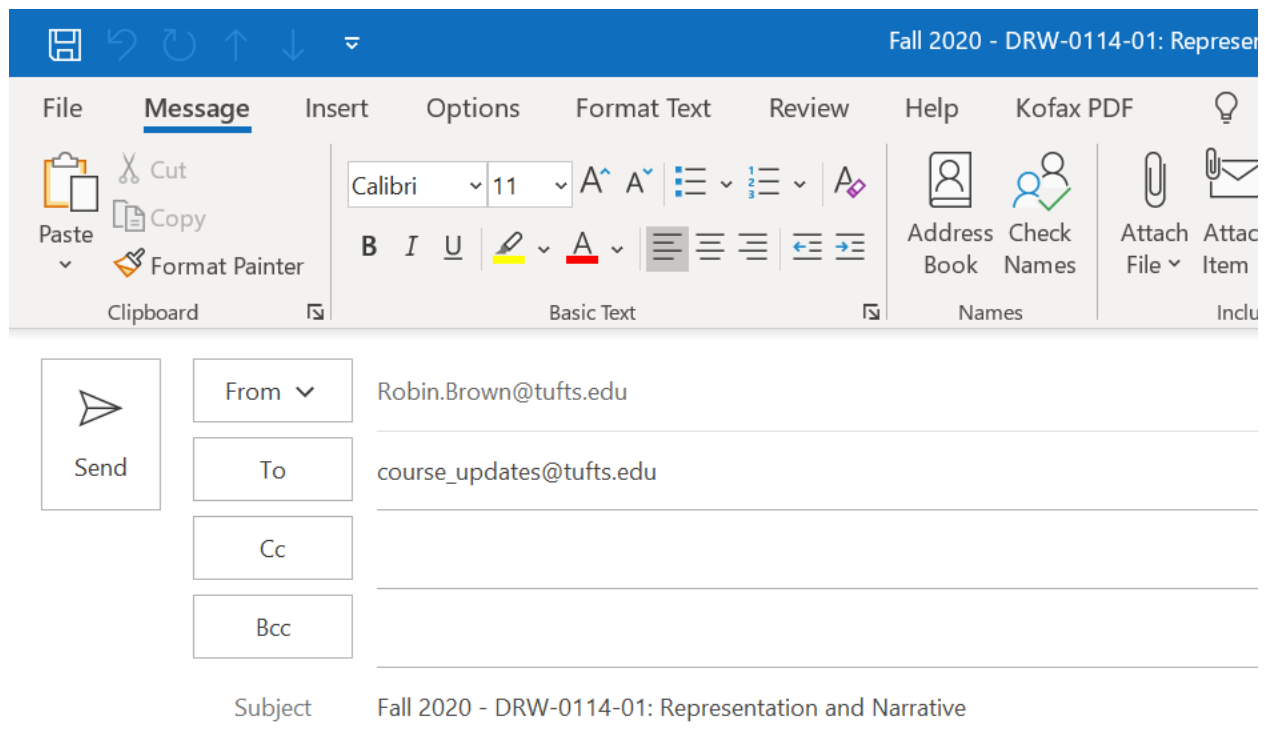 Fall 2020 - DRW-0114-01: Represen
File Message Insert Options Format Text Review Help Kofax PDF
Cut
Copy
Paste
Format Painter
Clipboard
Calibri 11
B I U A
Basic Text
Address Book
Check Names
Names
Attach File
Attac
Item
Inclu
Send
From Robin.Brown@tufts.edu
To course_updates@tufts.edu
Cc
Bcc
Subject Fall 2020 - DRW-0114-01: Representation and Narrative